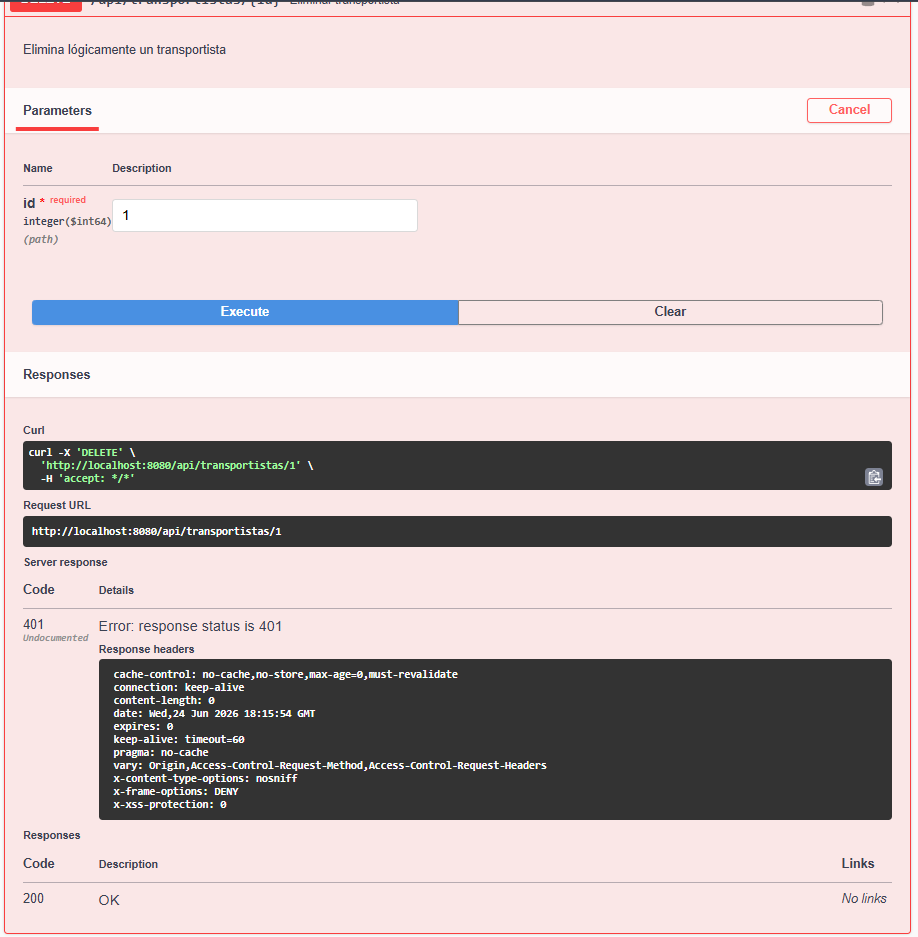 /api/transportistas/{id} Eliminar transportista
Elimina lógicamente un transportista
Parameters
Cancel
Name Description
id * required
integer($int64)
(path)
1
Execute Clear
Responses
Curl
curl -X 'DELETE' \
'http://localhost:8080/api/transportistas/1' \
-H 'accept: */*'
Request URL
http://localhost:8080/api/transportistas/1
Server response
Code Details
401
Undocumented
Error: response status is 401
Response headers
cache-control: no-cache,no-store,max-age=0,must-revalidate
connection: keep-alive
content-length: 0
date: Wed,24 Jun 2026 18:15:54 GMT
expires: 0
keep-alive: timeout=60
pragma: no-cache
vary: Origin,Access-Control-Request-Method,Access-Control-Request-Headers
x-content-type-options: nosniff
x-frame-options: DENY
x-xss-protection: 0
Responses
Code Description Links
200 OK No links